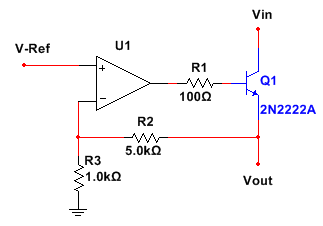 Vin
V-Ref
U1
+
−
R1
100Ω
Q1
2N2222A
R2
5.0kΩ
R3
1.0kΩ
Vout